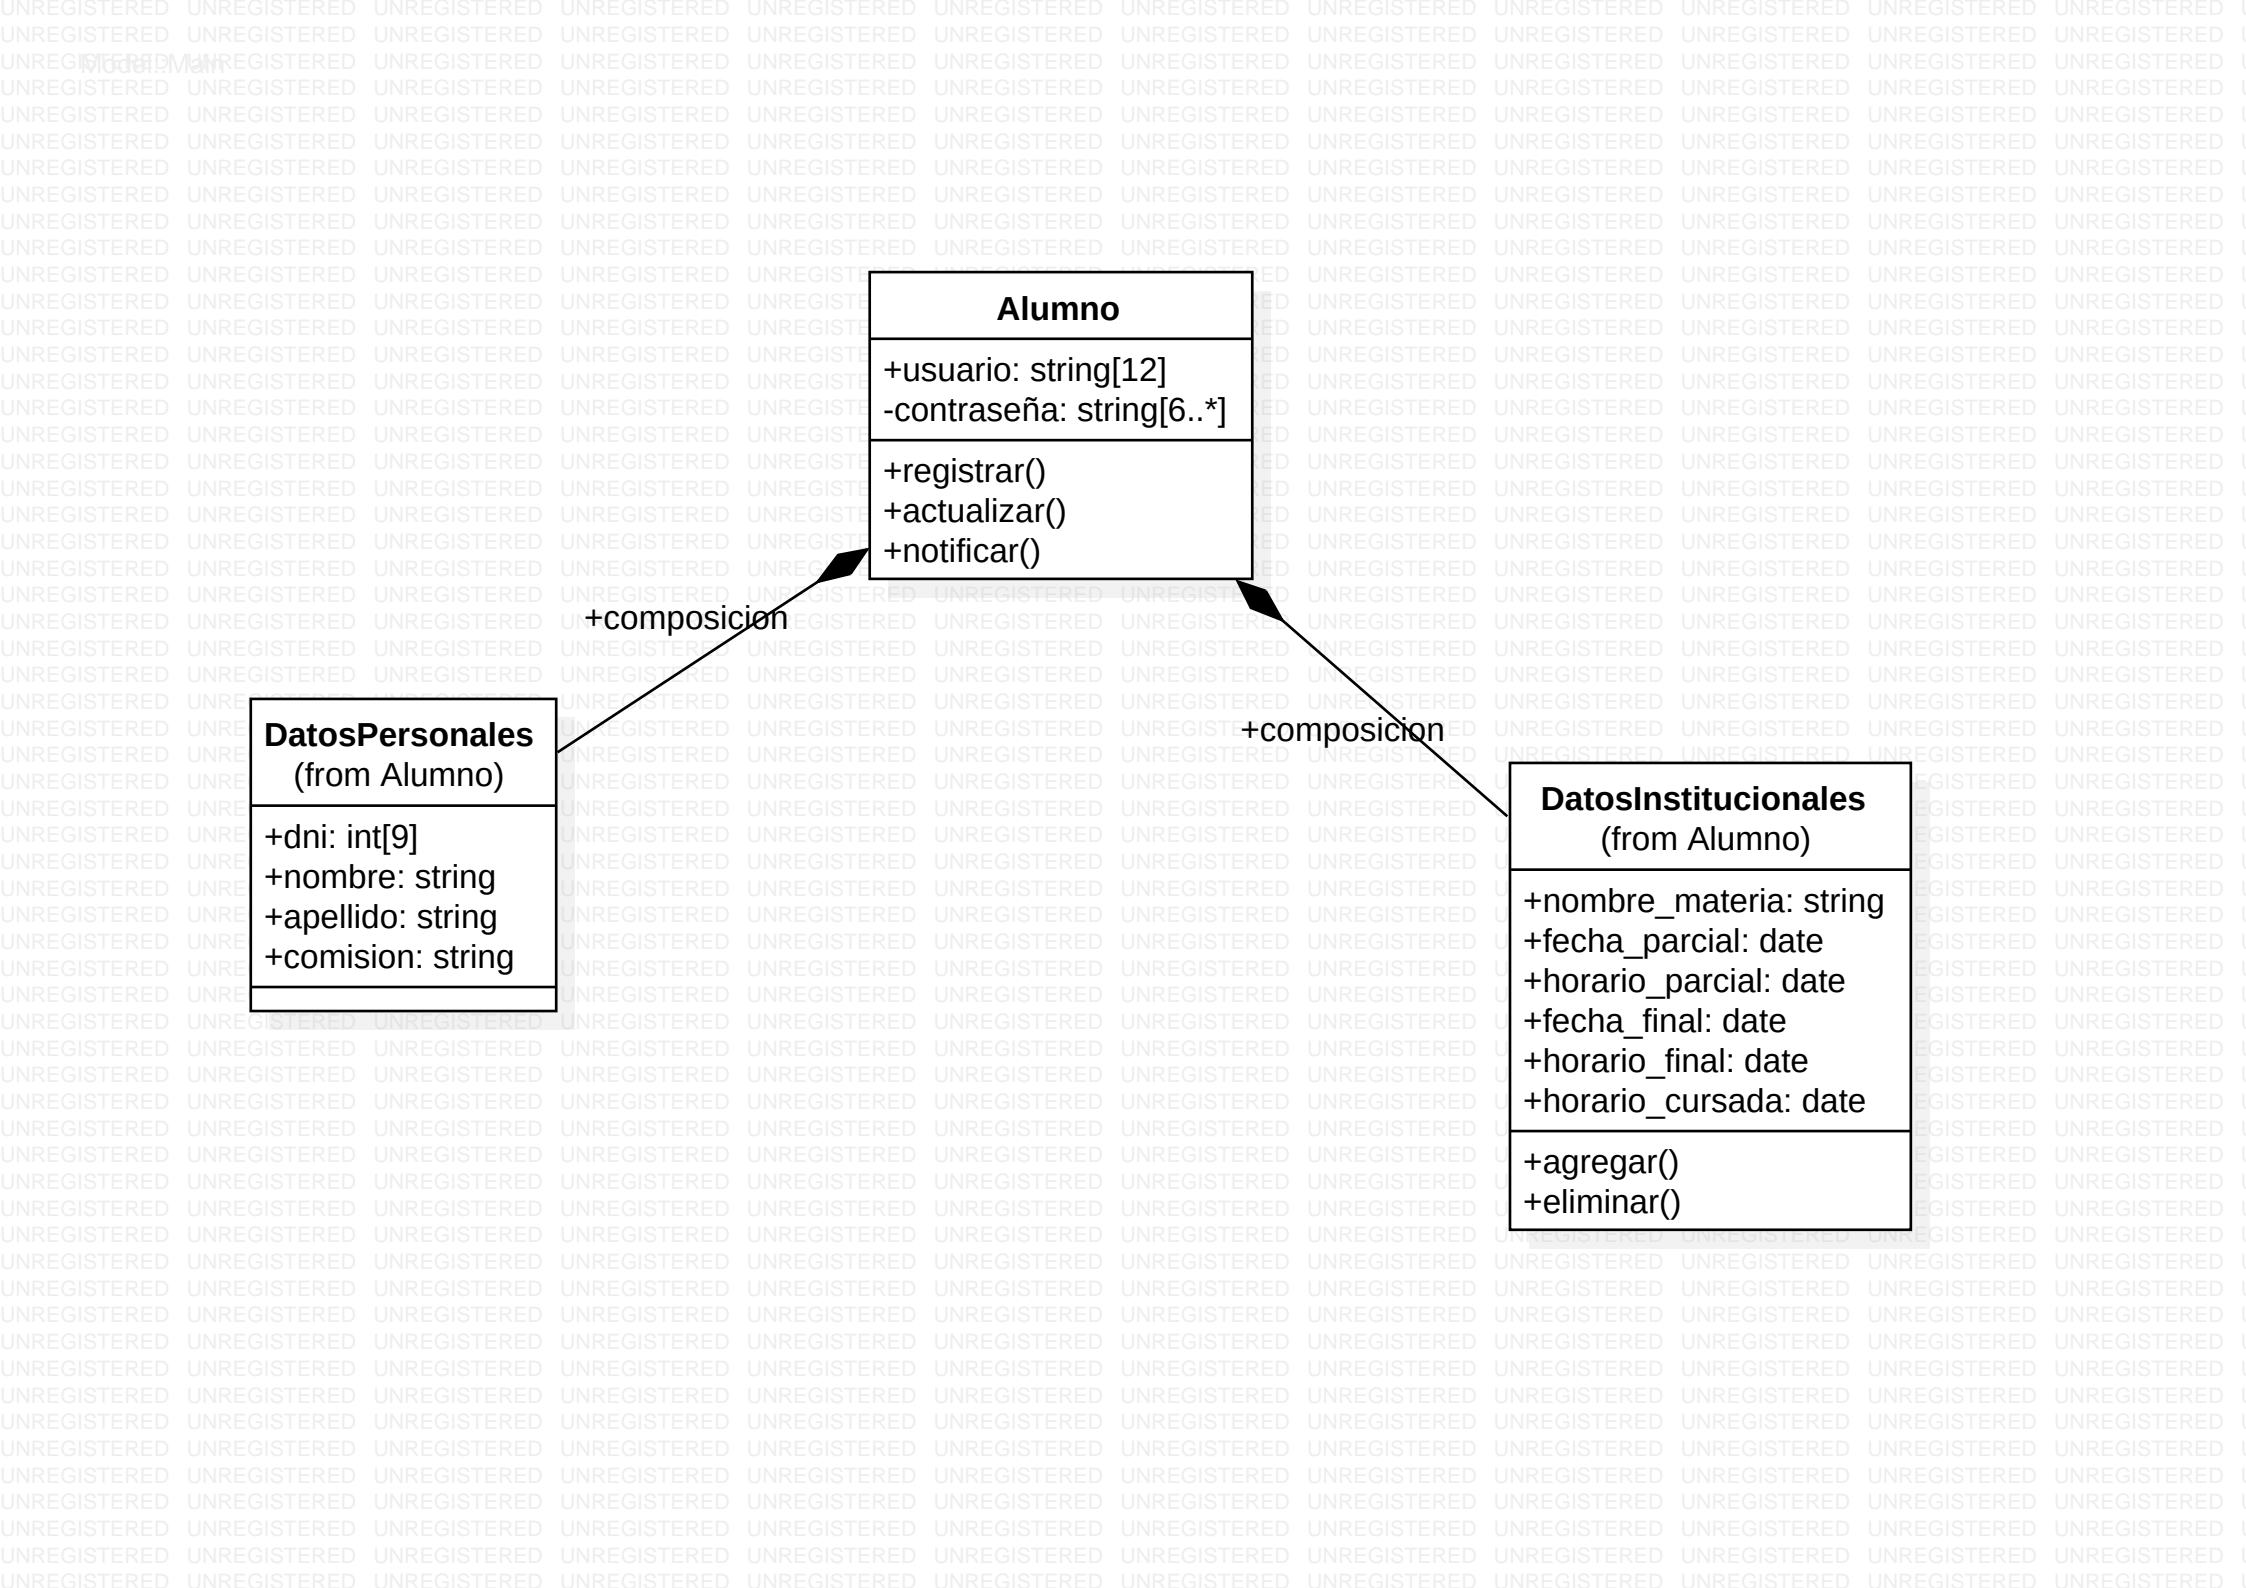 Model::Main
Alumno
+usuario: string[12]
-contraseña: string[6..*]
+registrar()
+actualizar()
+notificar()
+composicion
+composicion
DatosPersonales
(from Alumno)
+dni: int[9]
+nombre: string
+apellido: string
+comision: string
DatosInstitucionales
(from Alumno)
+nombre_materia: string
+fecha_parcial: date
+horario_parcial: date
+fecha_final: date
+horario_final: date
+horario_cursada: date
+agregar()
+eliminar()
UNREGISTERED